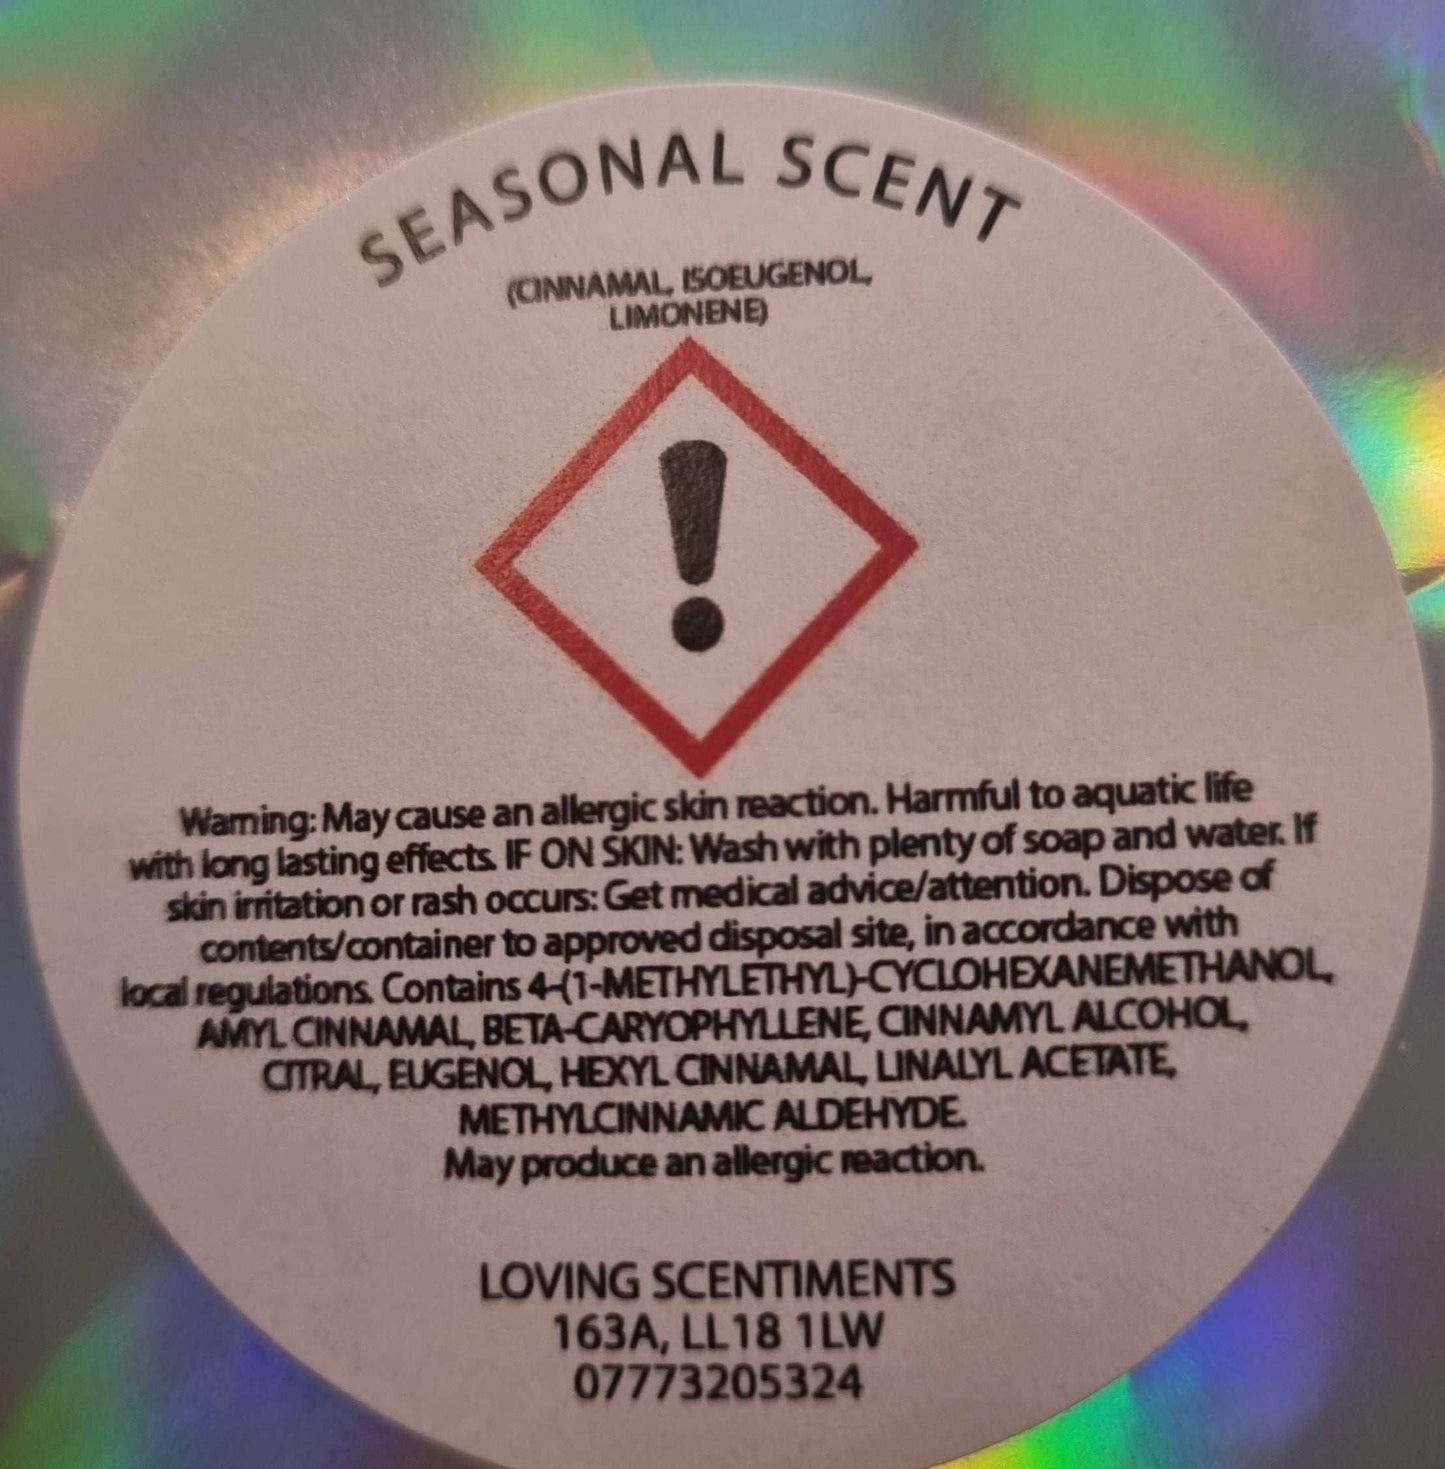 SEASONAL SCENT
(CINNAMAL, ISOEUGENOL,
LIMONENE)
!
Warning: May cause an allergic skin reaction. Harmful to aquatic life
with long lasting effects. IF ON SKIN: Wash with plenty of soap and water. If
skin irritation or rash occurs: Get medical advice/attention. Dispose of
contents/container to approved disposal site, in accordance with
local regulations. Contains 4-(1-METHYLETHYL)-CYCLOHEXANEMETHANOL,
AMYL CINNAMAL, BETA-CARYOPHYLLENE, CINNAMYL ALCOHOL,
CITRAL, EUGENOL, HEXYL CINNAMAL, LINALYL ACETATE,
METHYLCINNAMIC ALDEHYDE.
May produce an allergic reaction.
LOVING SCENTIMENTS
163A, LL18 1LW
07773205324